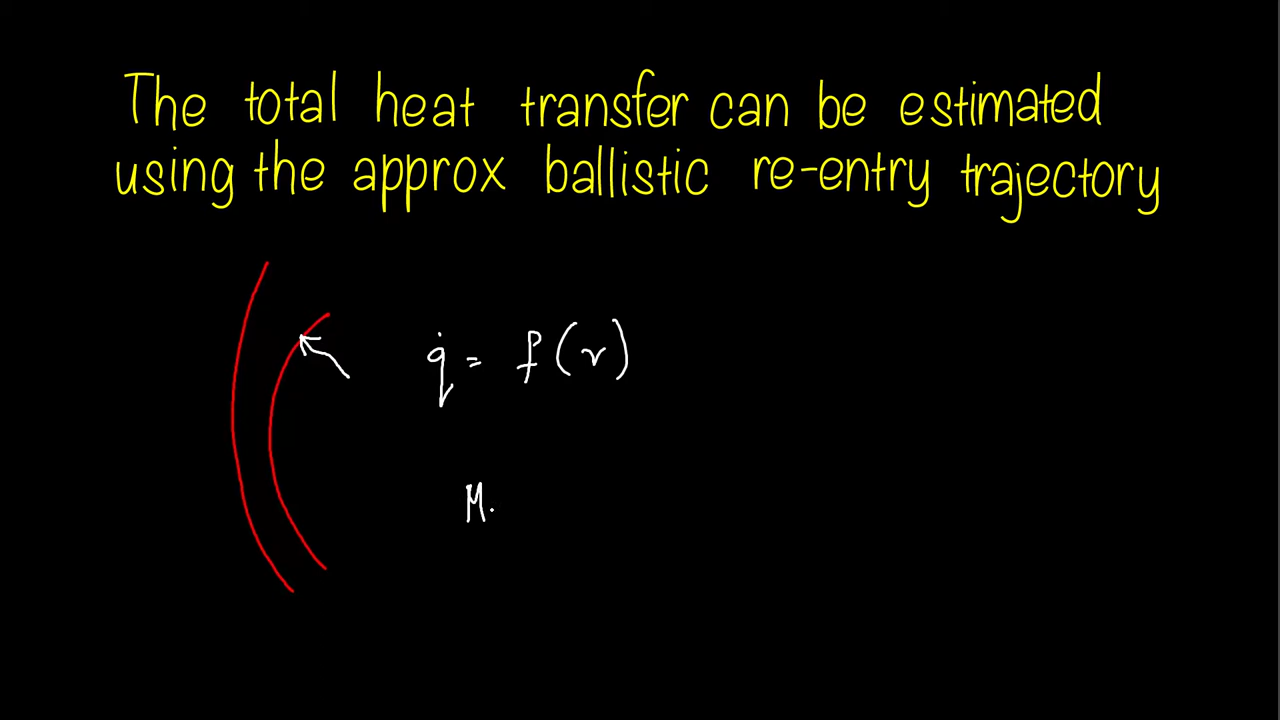 The total heat transfer can be estimated
using the approx ballistic re-entry trajectory
q̇ = f(r)
M.